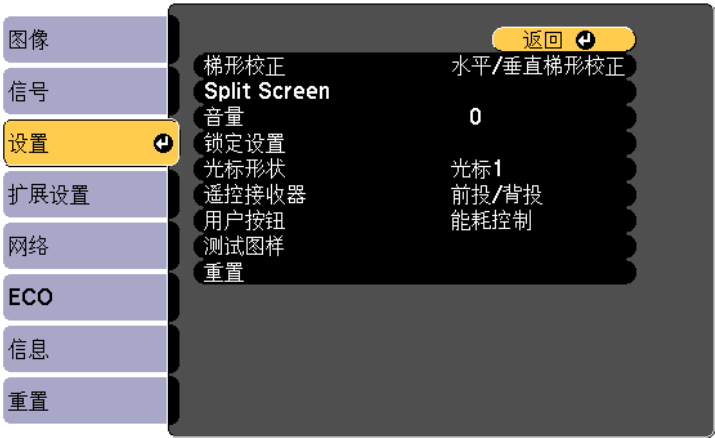 图像
信号
设置
扩展设置
网络
ECO
信息
重置
返回
梯形校正 水平/垂直梯形校正
Split Screen
音量 0
锁定设置
光标形状 光标1
遥控接收器 前投/背投
用户按钮 能耗控制
测试图样
重置